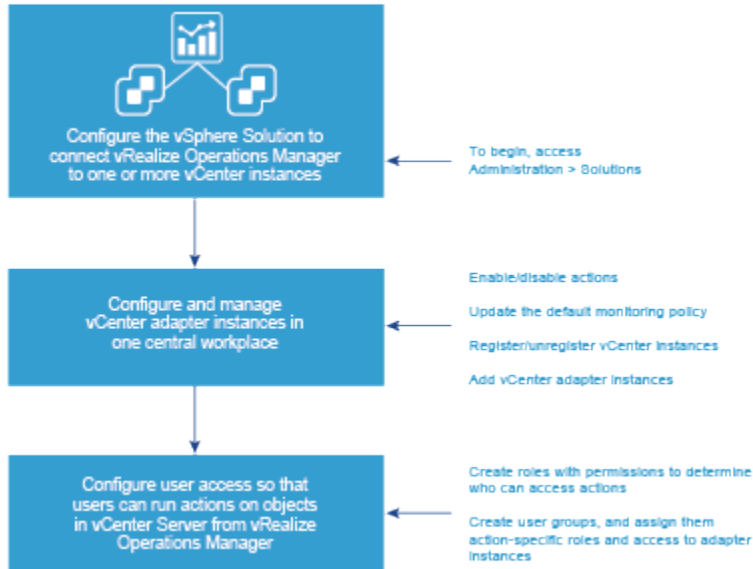 Configure the vSphere Solution to
connect vRealize Operations Manager
to one or more vCenter instances
To begin, access
Administration > Solutions
Configure and manage
vCenter adapter instances in
one central workplace
Enable/disable actions
Update the default monitoring policy
Register/unregister vCenter instances
Add vCenter adapter instances
Configure user access so that
users can run actions on objects
in vCenter Server from vRealize
Operations Manager
Create roles with permissions to determine
who can access actions
Create user groups, and assign them
action-specific roles and access to adapter
instances